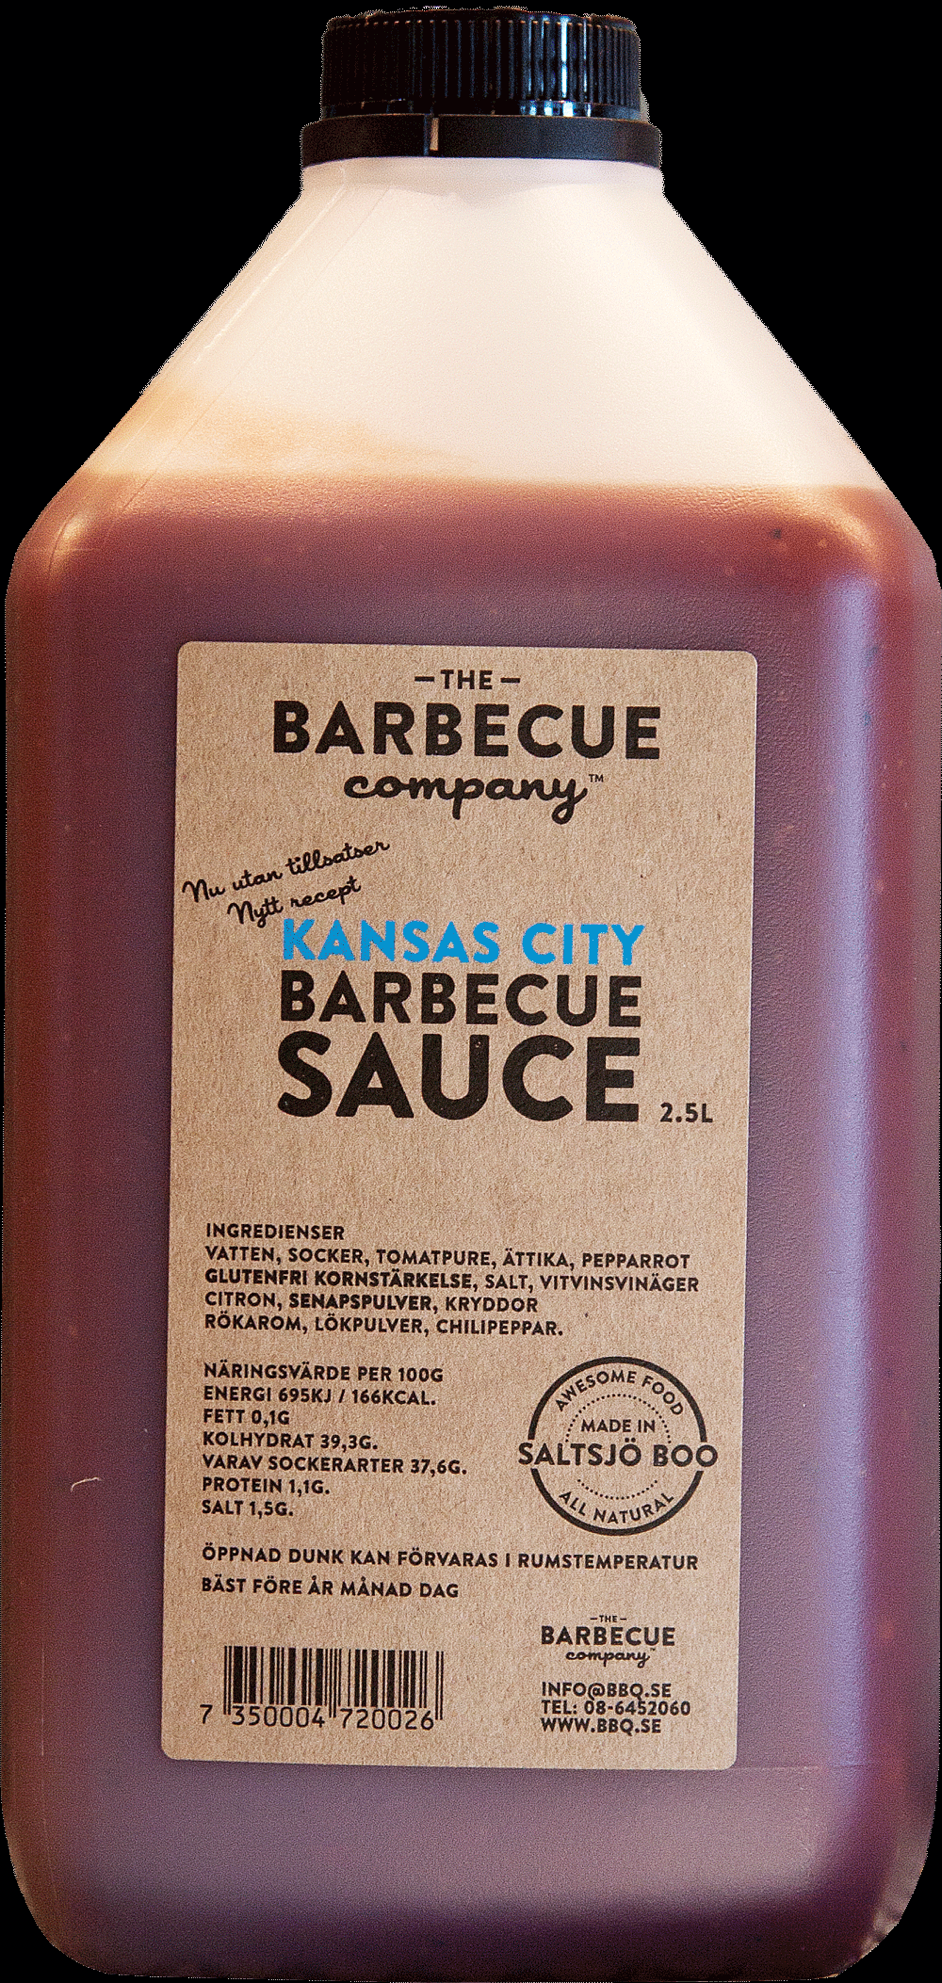 –THE–
BARBECUE
company™
Nu utan tillsatser
Nytt recept
KANSAS CITY
BARBECUE
SAUCE
2.5L
INGREDIENSER
VATTEN, SOCKER, TOMATPURE, ÄTTIKA, PEPPARROT
GLUTENFRI KORNSTÄRKELSE, SALT, VITVINSVINÄGER
CITRON, SENAPSPULVER, KRYDDOR
RÖKAROM, LÖKPULVER, CHILIPEPPAR.
NÄRINGSVÄRDE PER 100G
ENERGI 695KJ / 166KCAL.
FETT 0,1G
KOLHYDRAT 39,3G.
VARAV SOCKERARTER 37,6G.
PROTEIN 1,1G.
SALT 1,5G.
AWESOME FOOD
MADE IN
SALTSJÖ BOO
ALL NATURAL
ÖPPNAD DUNK KAN FÖRVARAS I RUMSTEMPERATUR
BÄST FÖRE ÅR MÅNAD DAG
–THE–
BARBECUE
company™
INFO@BBQ.SE
TEL: 08-6452060
WWW.BBQ.SE
7 350004 720026